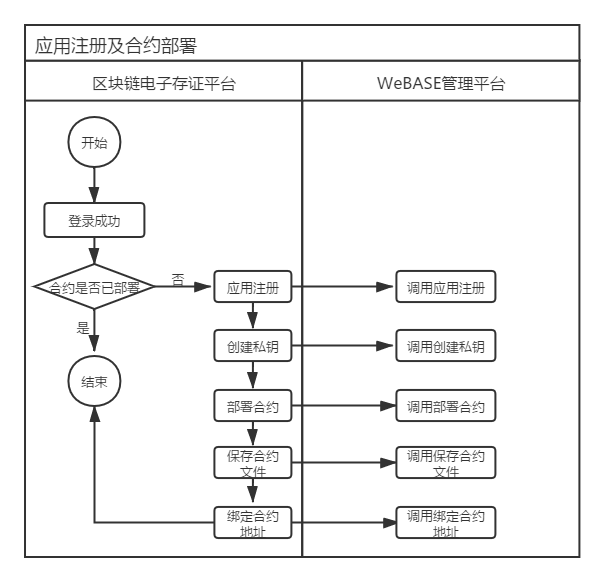 应用注册及合约部署
区块链电子存证平台
WeBASE管理平台
开始
登录成功
合约是否已部署
否
应用注册
调用应用注册
是
创建私钥
调用创建私钥
结束
部署合约
调用部署合约
保存合约
文件
调用保存合约
文件
绑定合约
地址
调用绑定合约
地址